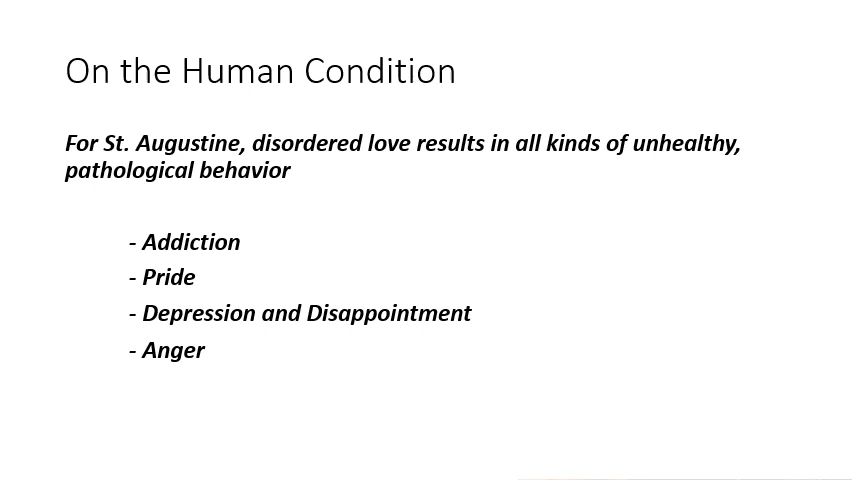 On the Human Condition
For St. Augustine, disordered love results in all kinds of unhealthy,
pathological behavior
- Addiction
- Pride
- Depression and Disappointment
- Anger